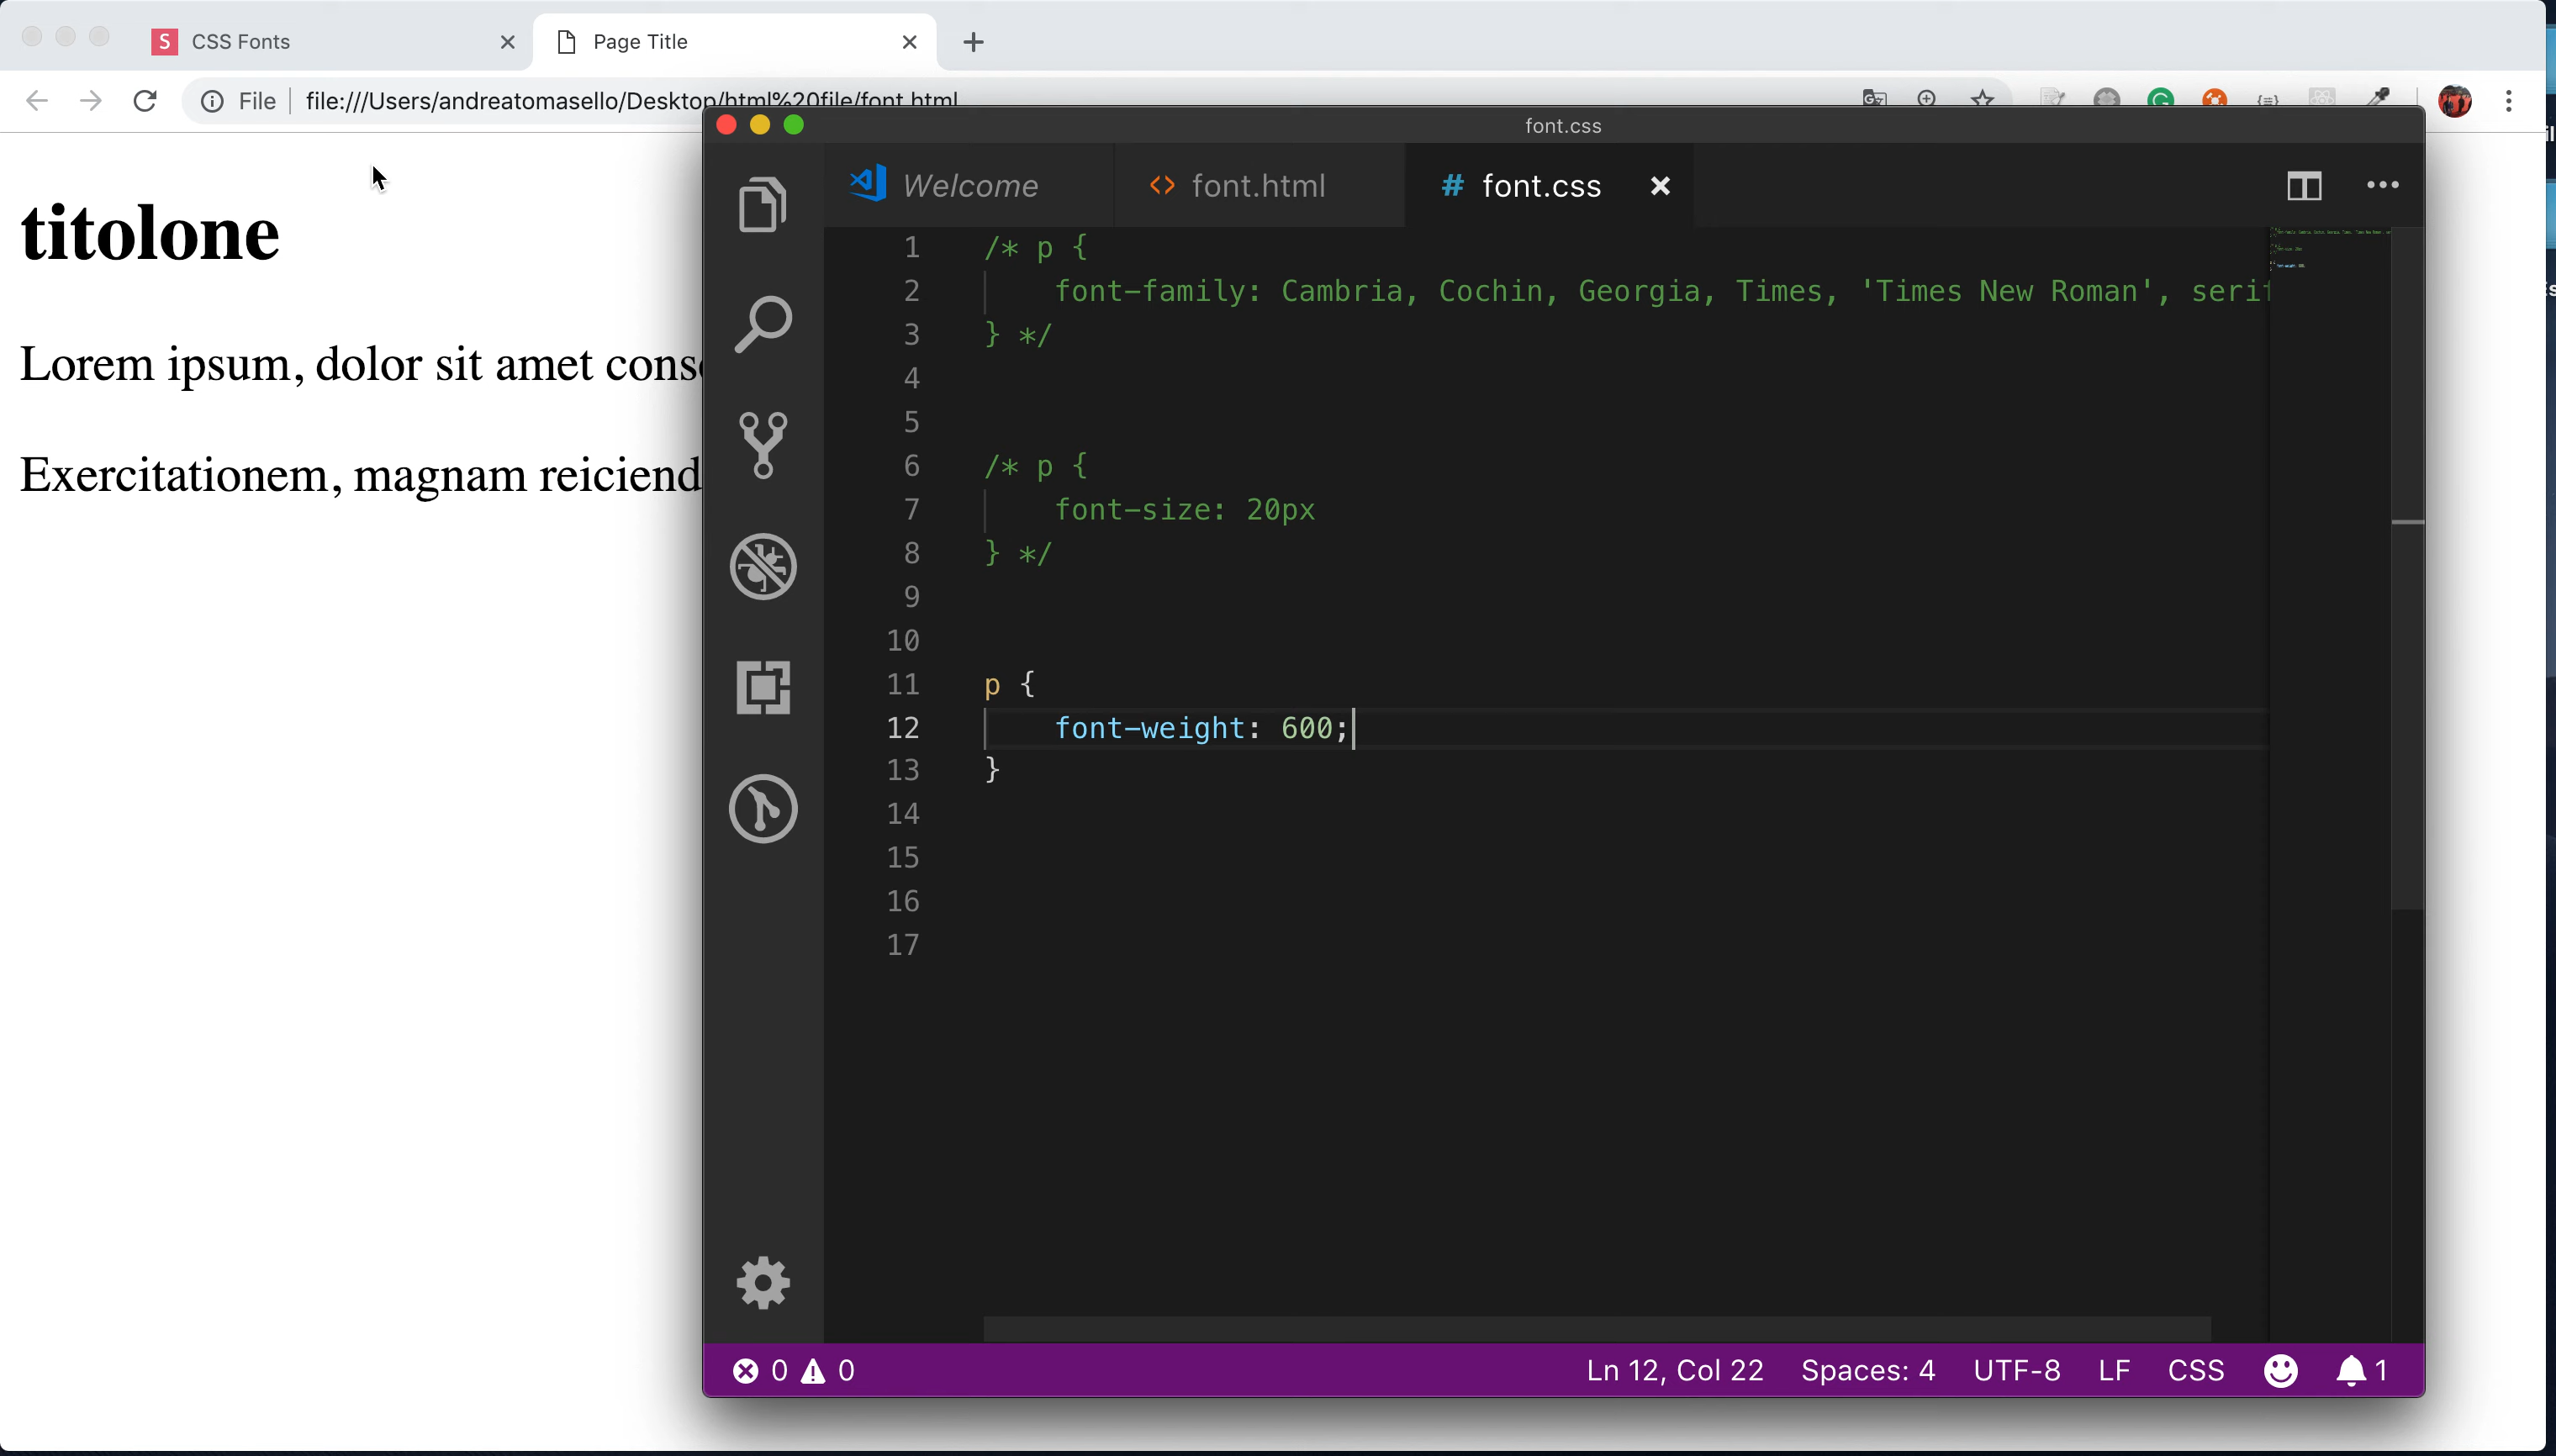 CSS Fonts
Page Title
File
file:///Users/andreatomasello/Desktop/html%20file/font.html
font.css
Welcome
font.html
# font.css
titolone
Lorem ipsum, dolor sit amet
Exercitationem, magnam
1 /* p {
2 font-family: Cambria, Cochin, Georgia, Times, 'Times New Roman', serif
3 } */
4
5
6 /* p {
7 font-size: 20px
8 } */
9
10
11 p {
12 font-weight: 600;
13 }
14
15
16
17
0 0
Ln 12, Col 22 Spaces: 4 UTF-8 LF CSS 1